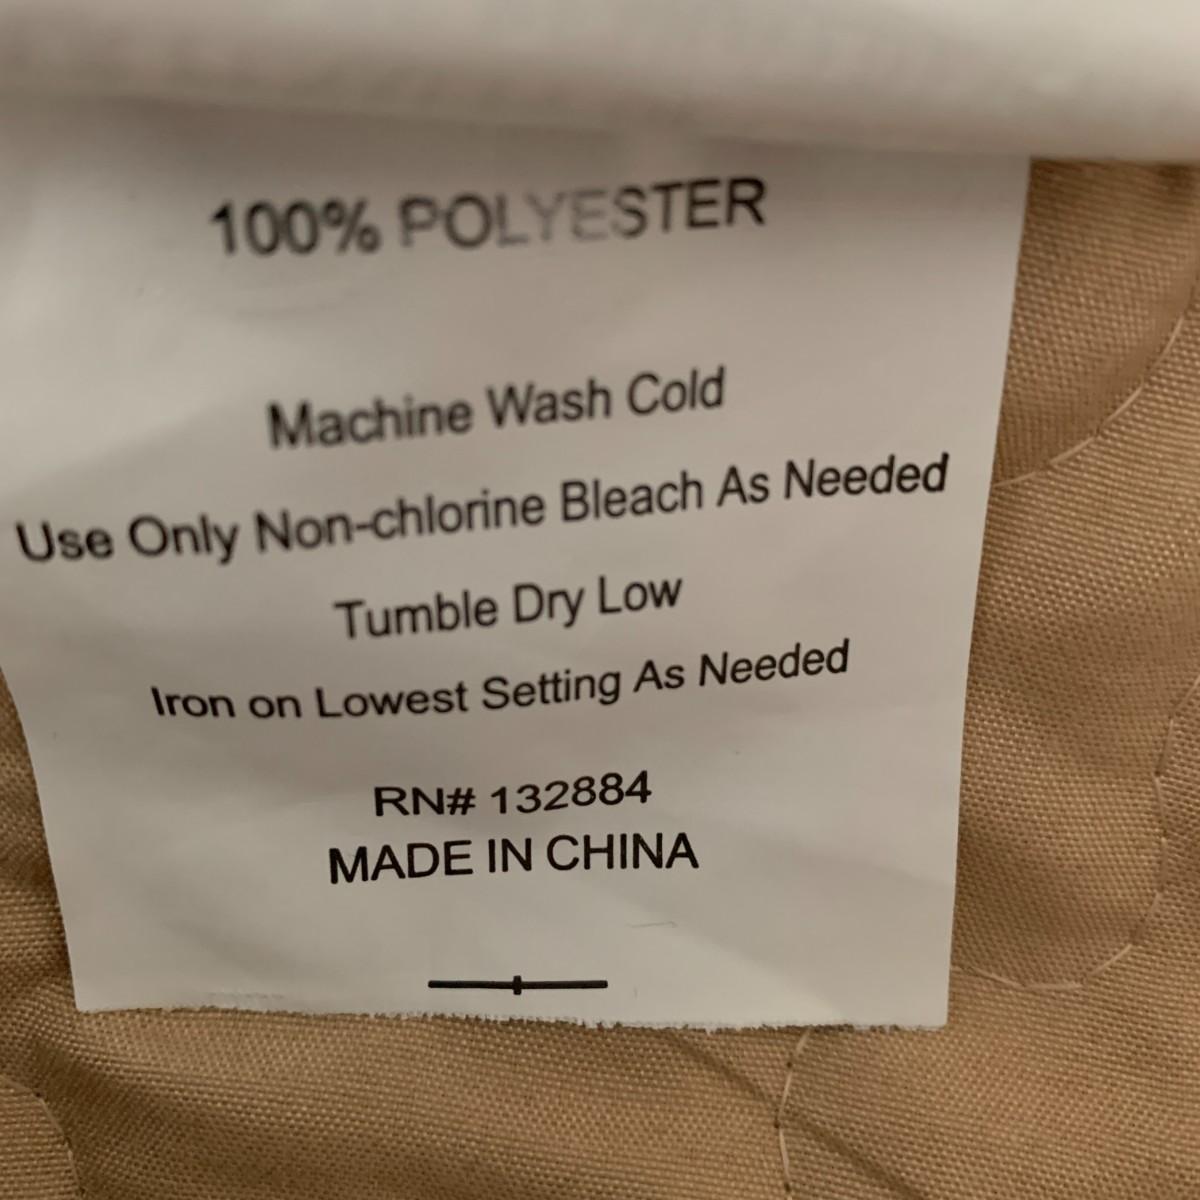 100% POLYESTER
Machine Wash Cold
Use Only Non-chlorine Bleach As Needed
Tumble Dry Low
Iron on Lowest Setting As Needed
RN# 132884
MADE IN CHINA